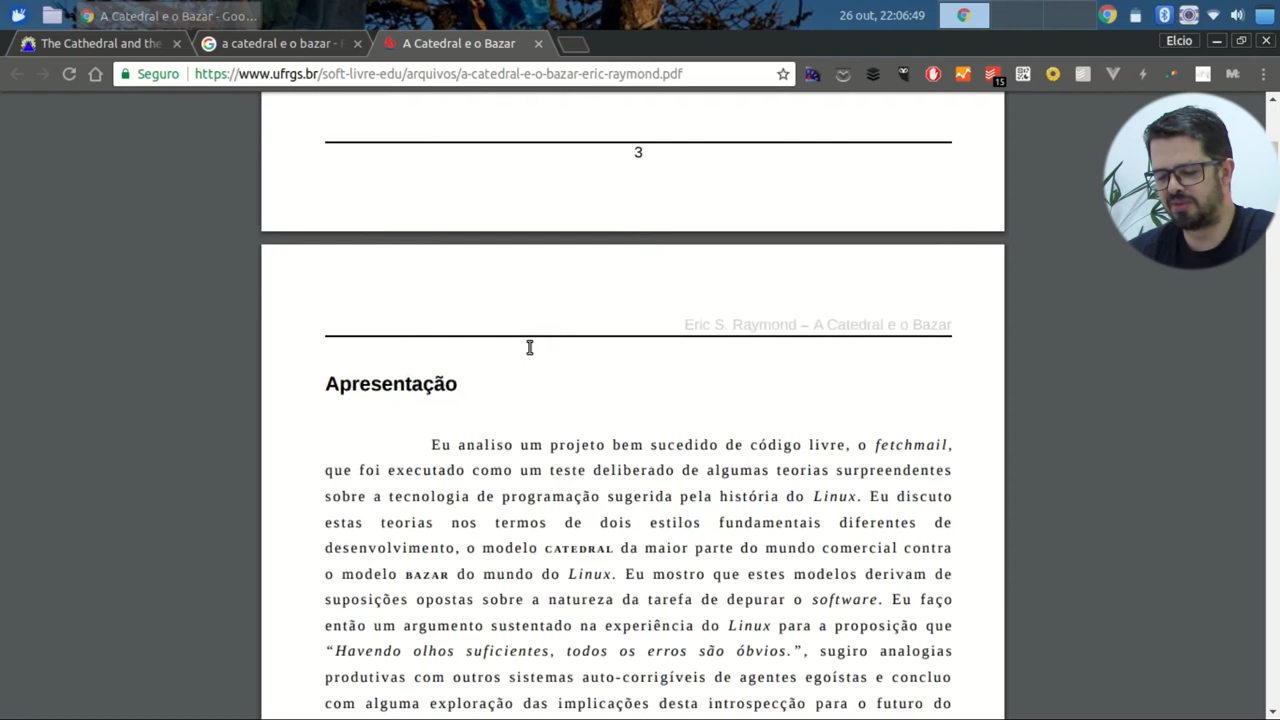 A Catedral e o Bazar - Goo...
26 out, 22:06:49
The Cathedral and the
a catedral e o bazar -
A Catedral e o Bazar
Elcio
Seguro
https://www.ufrgs.br/soft-livre-edu/arquivos/a-catedral-e-o-bazar-eric-raymond.pdf
15
3
Eric S. Raymond – A Catedral e o Bazar
Apresentação
Eu analiso um projeto bem sucedido de código livre, o fetchmail,
que foi executado como um teste deliberado de algumas teorias surpreendentes
sobre a tecnologia de programação sugerida pela história do Linux. Eu discuto
estas teorias nos termos de dois estilos fundamentais diferentes de
desenvolvimento, o modelo CATEDRAL da maior parte do mundo comercial contra
o modelo BAZAR do mundo do Linux. Eu mostro que estes modelos derivam de
suposições opostas sobre a natureza da tarefa de depurar o software. Eu faço
então um argumento sustentado na experiência do Linux para a proposição que
“Havendo olhos suficientes, todos os erros são óbvios.”, sugiro analogias
produtivas com outros sistemas auto-corrigíveis de agentes egoístas e concluo
com alguma exploração das implicações desta introspecção para o futuro do